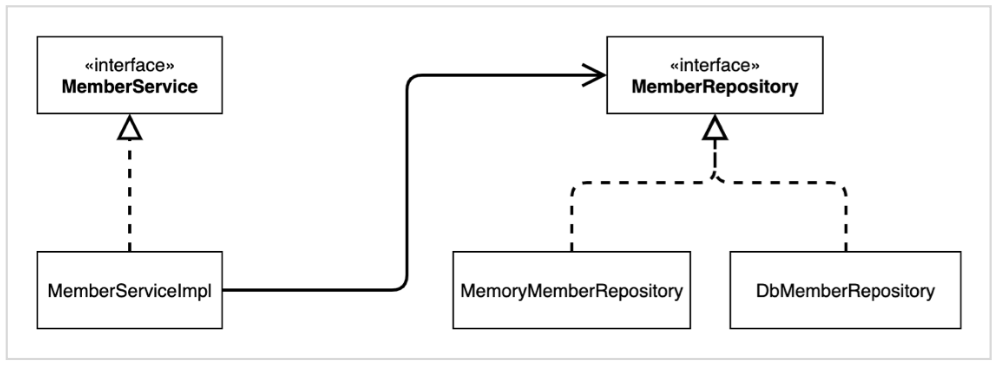 «interface»
MemberService
«interface»
MemberRepository
MemberServiceImpl
MemoryMemberRepository
DbMemberRepository